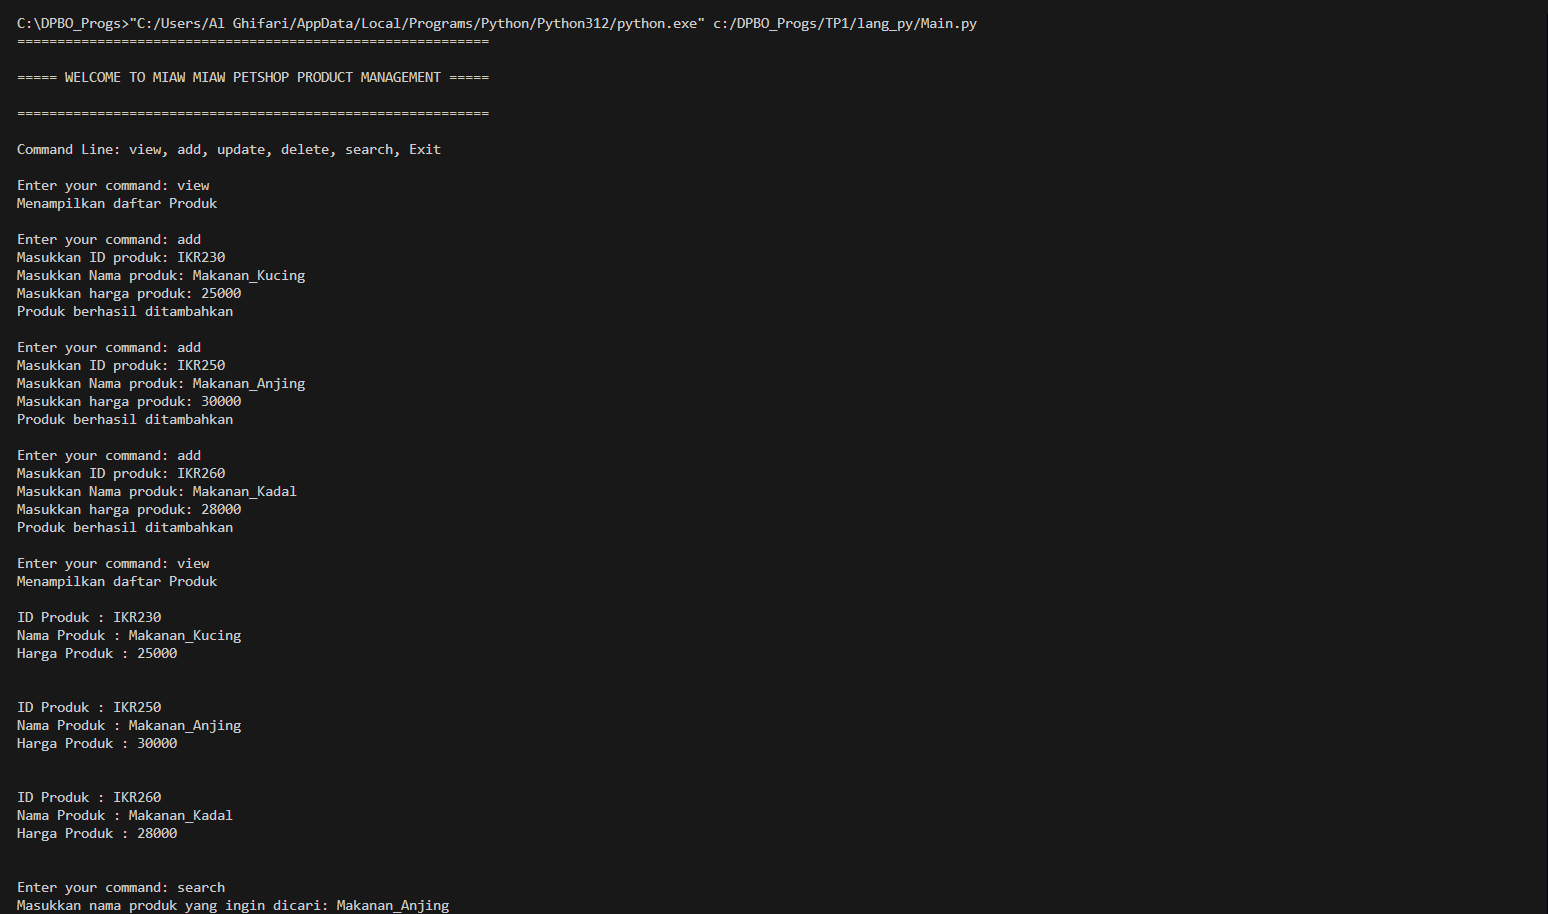 C:\DPBO_Progs>"C:/Users/Al Ghifari/AppData/Local/Programs/Python/Python312/python.exe" c:/DPBO_Progs/TP1/lang_py/Main.py
===========================================================
===== WELCOME TO MIAW MIAW PETSHOP PRODUCT MANAGEMENT =====
===========================================================
Command Line: view, add, update, delete, search, Exit
Enter your command: view
Menampilkan daftar Produk
Enter your command: add
Masukkan ID produk: IKR230
Masukkan Nama produk: Makanan_Kucing
Masukkan harga produk: 25000
Produk berhasil ditambahkan
Enter your command: add
Masukkan ID produk: IKR250
Masukkan Nama produk: Makanan_Anjing
Masukkan harga produk: 30000
Produk berhasil ditambahkan
Enter your command: add
Masukkan ID produk: IKR260
Masukkan Nama produk: Makanan_Kadal
Masukkan harga produk: 28000
Produk berhasil ditambahkan
Enter your command: view
Menampilkan daftar Produk
ID Produk : IKR230
Nama Produk : Makanan_Kucing
Harga Produk : 25000
ID Produk : IKR250
Nama Produk : Makanan_Anjing
Harga Produk : 30000
ID Produk : IKR260
Nama Produk : Makanan_Kadal
Harga Produk : 28000
Enter your command: search
Masukkan nama produk yang ingin dicari: Makanan_Anjing